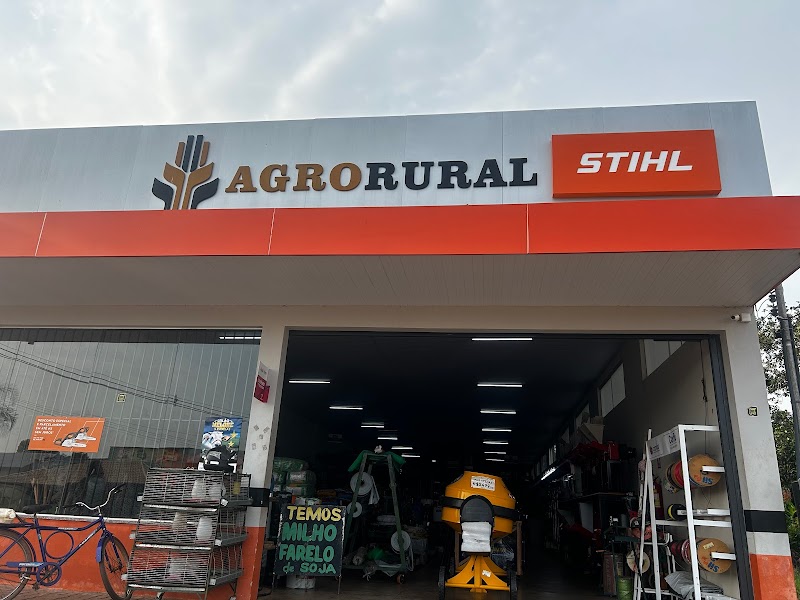 AGRORURAL
STIHL
TEMOS
MILHO
FARELO
de SOJA